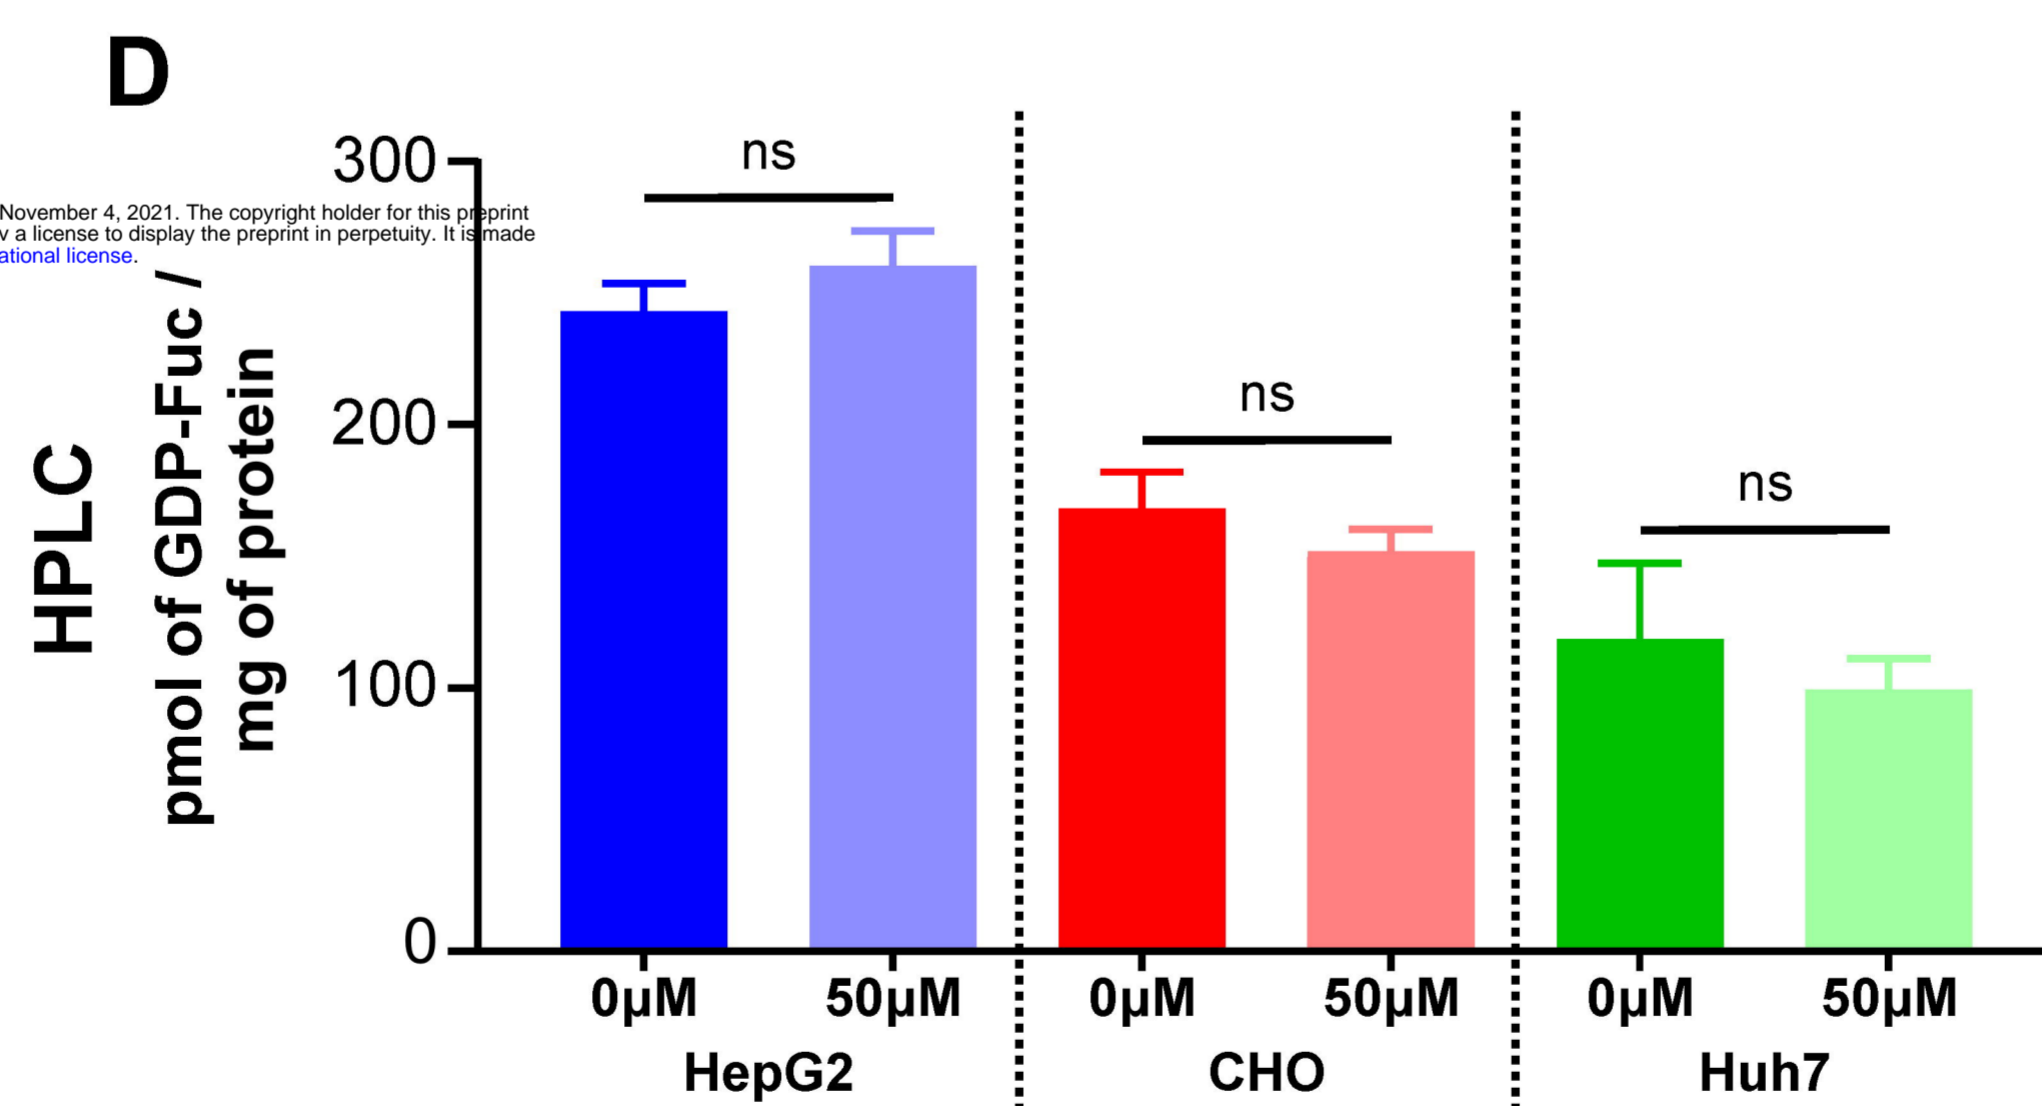 D
300
ns
November 4, 2021. The copyright holder for this preprint
v a license to display the preprint in perpetuity. It is made
ational license.
HPLC
pmol of GDP-Fuc /
mg of protein
200
ns
ns
100
0
0µM 50µM 0µM 50µM 0µM 50µM
HepG2 CHO Huh7